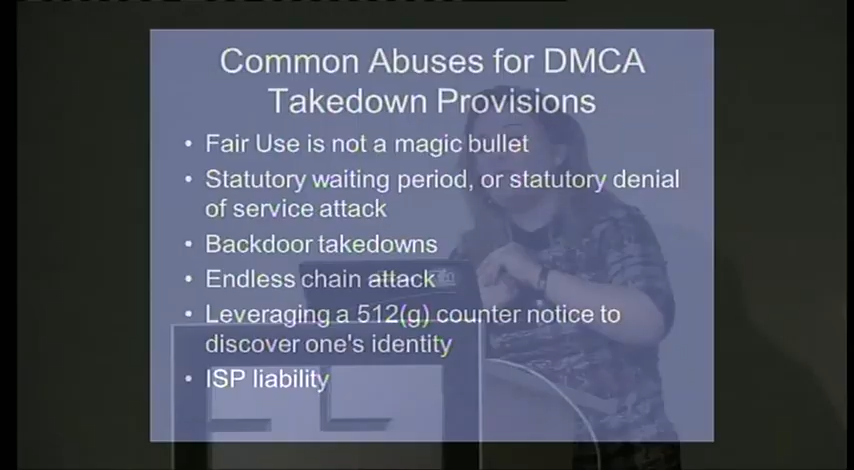 Common Abuses for DMCA
Takedown Provisions
• Fair Use is not a magic bullet
• Statutory waiting period, or statutory denial
of service attack
• Backdoor takedowns
• Endless chain attack
• Leveraging a 512(g) counter notice to
discover one's identity
• ISP liability